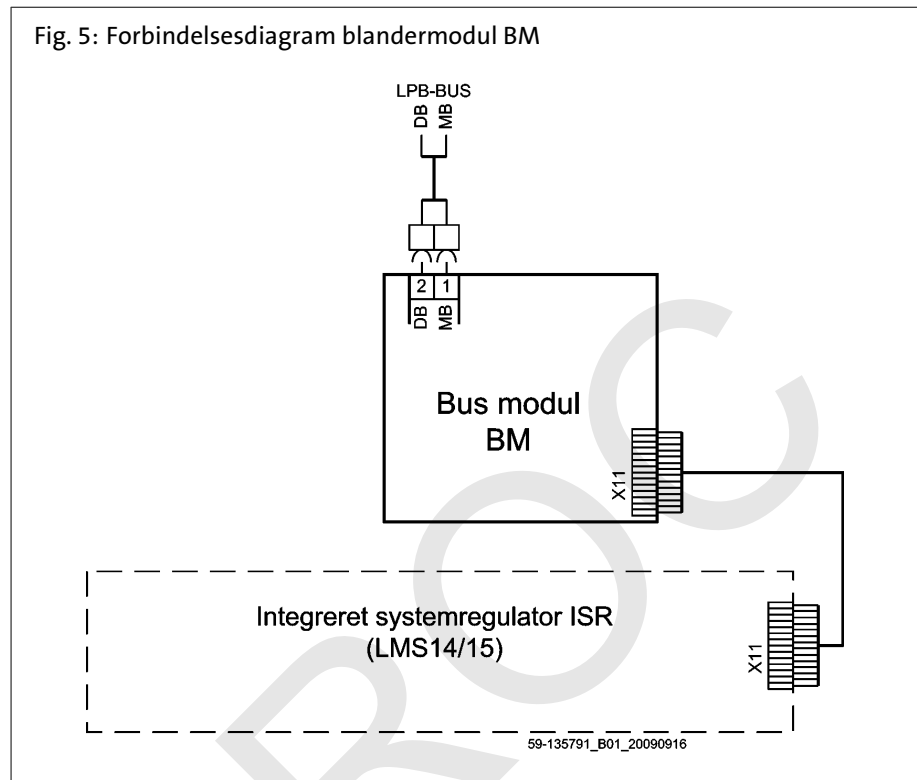 Fig. 5: Forbindelsesdiagram blandermodul BM
LPB-BUS
DB
MB
2
1
DB
MB
Bus modul
BM
X11
Integreret systemregulator ISR
(LMS14/15)
X11
59-135791_B01_20090916
ROC